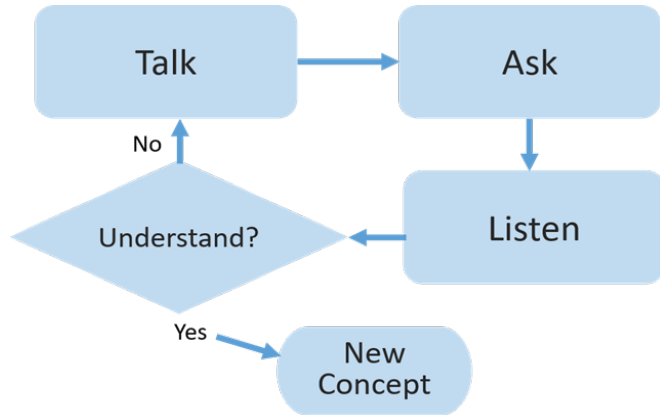 Talk
Ask
No
Understand?
Listen
Yes
New
Concept